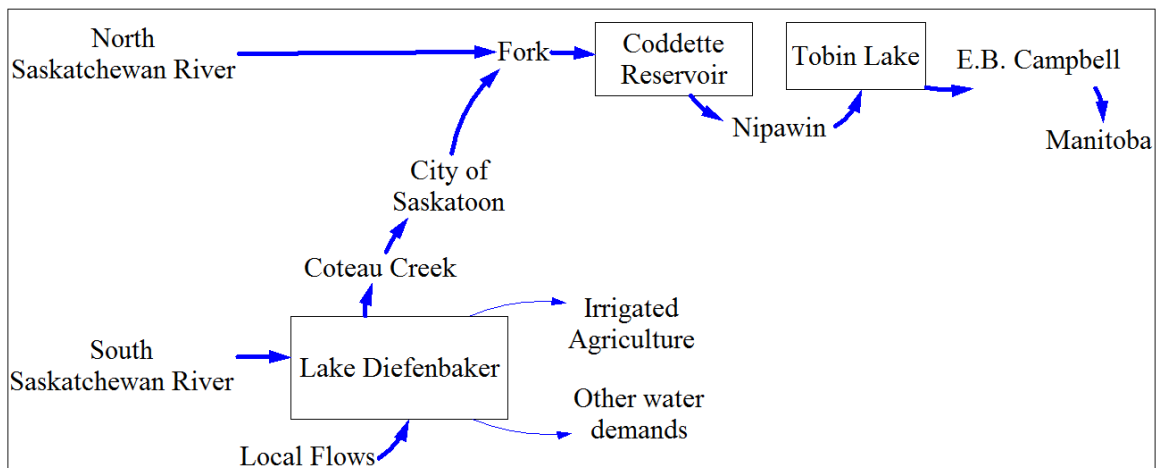 North
Saskatchewan River
Fork
Coddette
Reservoir
Tobin Lake
E.B. Campbell
Nipawin
Manitoba
City of
Saskatoon
Coteau Creek
Irrigated
Agriculture
South
Saskatchewan River
Lake Diefenbaker
Other water
demands
Local Flows